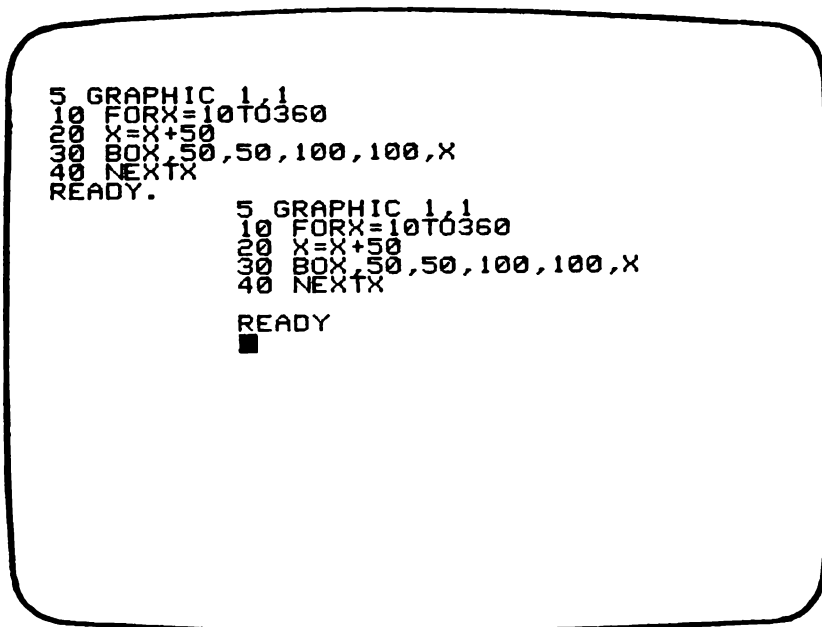 5 GRAPHIC 1,1
10 FORX=10TO360
20 X=X+50
30 BOX,50,50,100,100,X
40 NEXTX
READY.
5 GRAPHIC 1,1
10 FORX=10TO360
20 X=X+50
30 BOX,50,50,100,100,X
40 NEXTX
READY